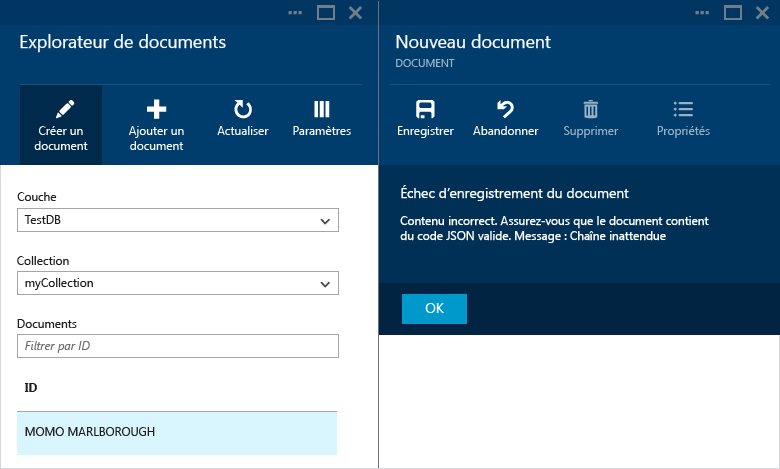 Explorateur de documents
Créer un
document
Ajouter un
document
Actualiser
Paramètres
Couche
TestDB
Collection
myCollection
Documents
Filtrer par ID
ID
MOMO MARLBOROUGH
Nouveau document
DOCUMENT
Enregistrer
Abandonner
Supprimer
Propriétés
Échec d’enregistrement du document
Contenu incorrect. Assurez-vous que le document contient
du code JSON valide. Message : Chaîne inattendue
OK